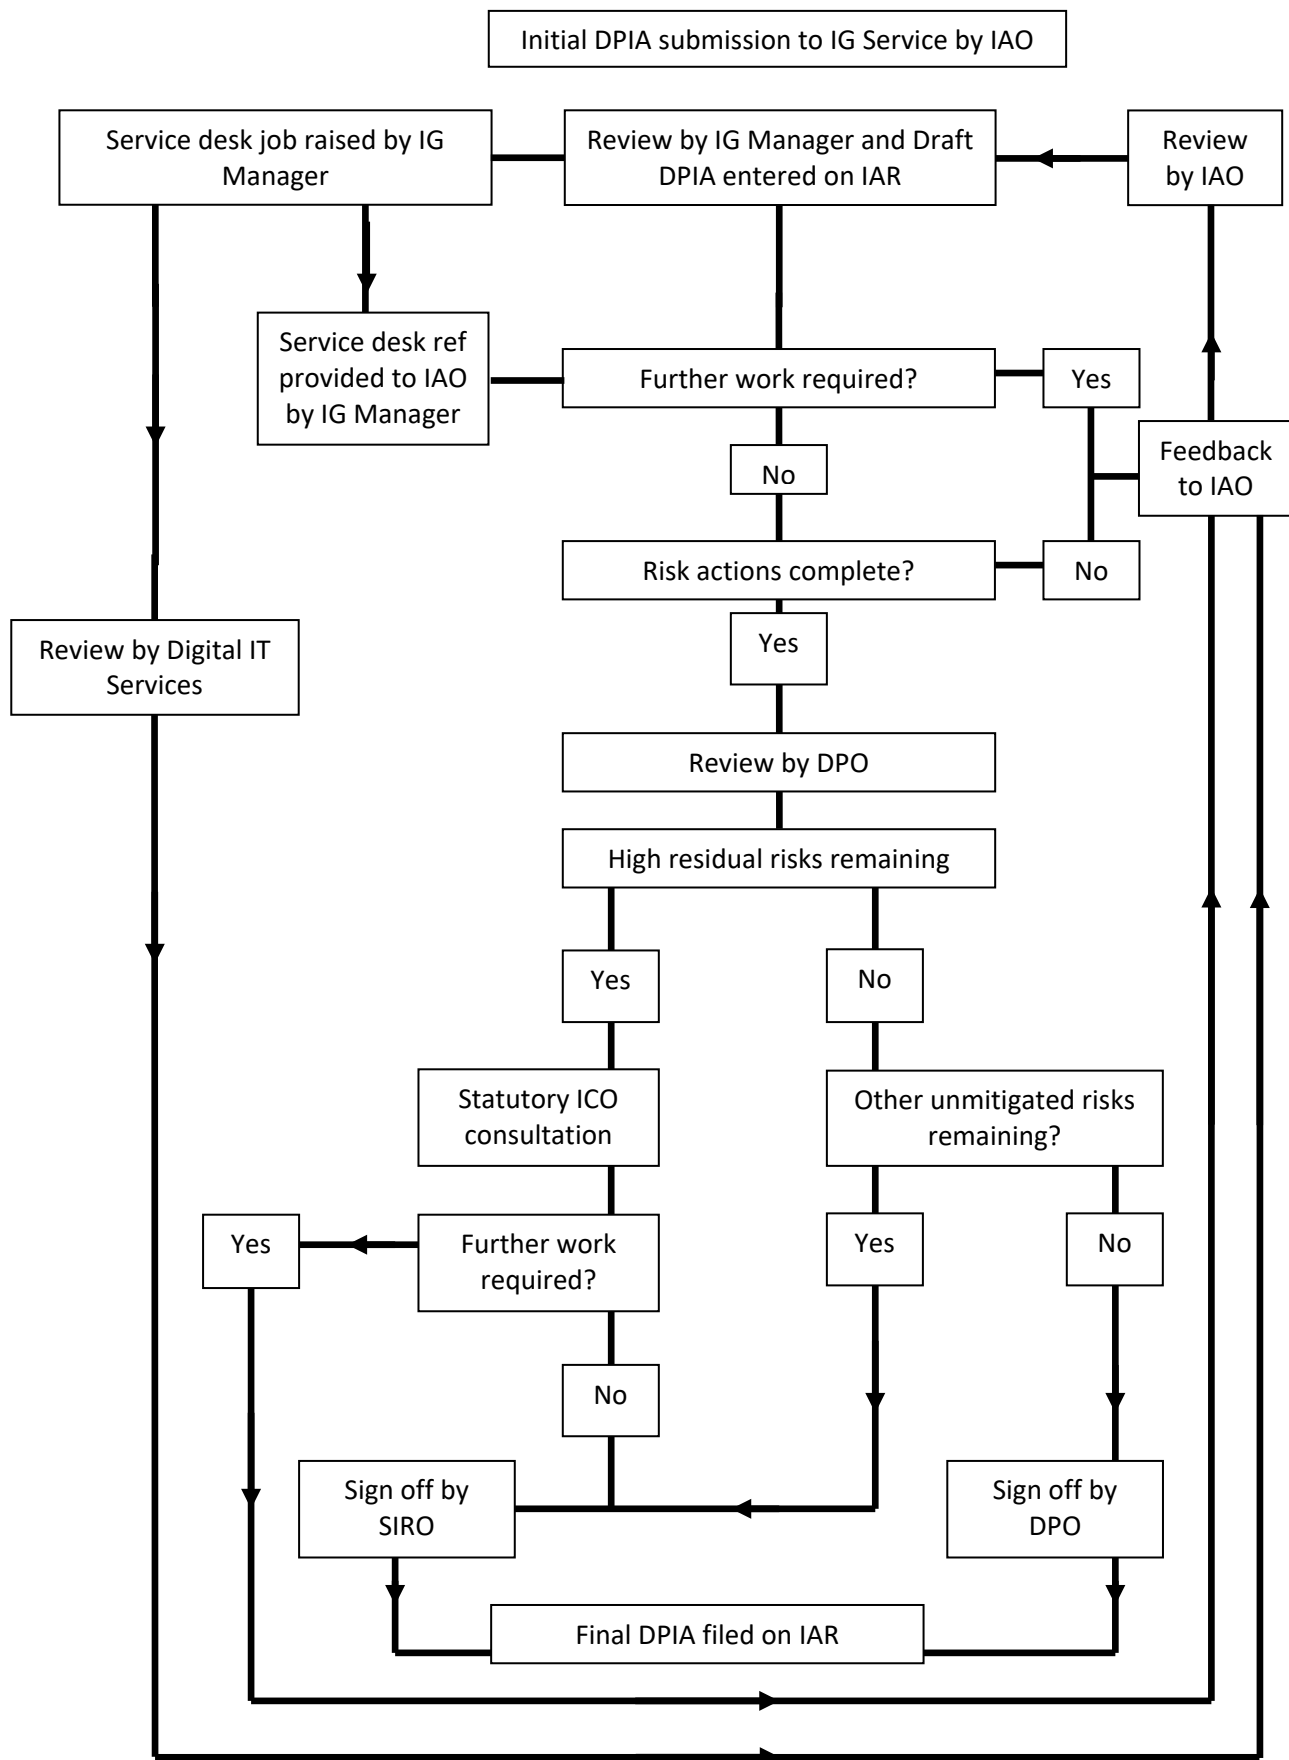 Initial DPIA submission to IG Service by IAO
Service desk job raised by IG
Manager
Review by IG Manager and Draft
DPIA entered on IAR
Review
by IAO
Service desk ref
provided to IAO
by IG Manager
Further work required?
Yes
Feedback
to IAO
No
Risk actions complete?
No
Yes
Review by Digital IT
Services
Review by DPO
High residual risks remaining
Yes
No
Statutory ICO
consultation
Other unmitigated risks
remaining?
Yes
Further work
required?
Yes
No
No
Sign off by
SIRO
Sign off by
DPO
Final DPIA filed on IAR